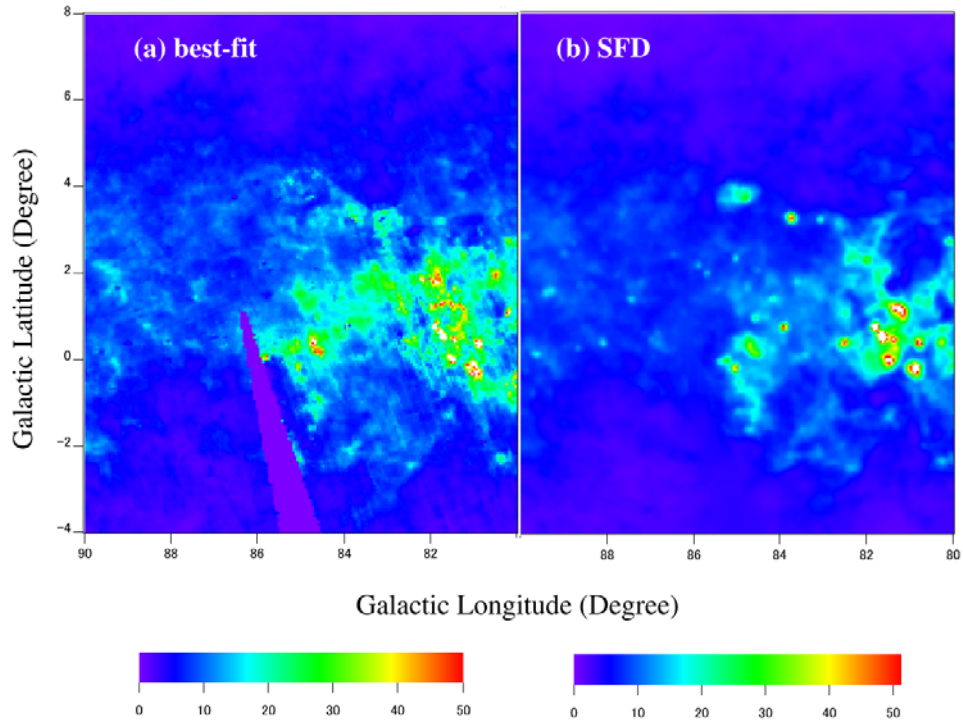 (a) best-fit
(b) SFD
8
6
4
2
0
−2
−4
Galactic Latitude (Degree)
90 88 86 84 82
88 86 84 82 80
Galactic Longitude (Degree)
0 10 20 30 40 50
0 10 20 30 40 50